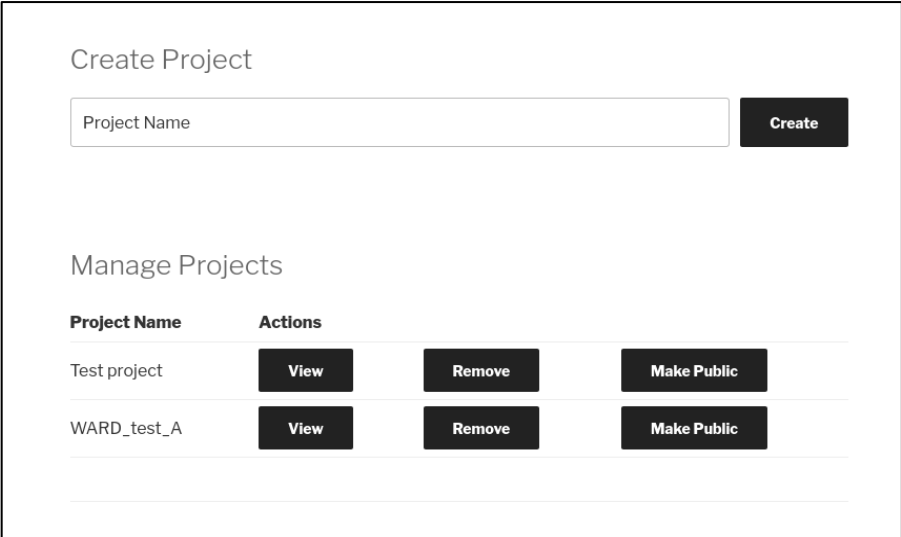 Create Project
Project Name Create
Manage Projects
Project Name Actions
Test project View Remove Make Public
WARD_test_A View Remove Make Public